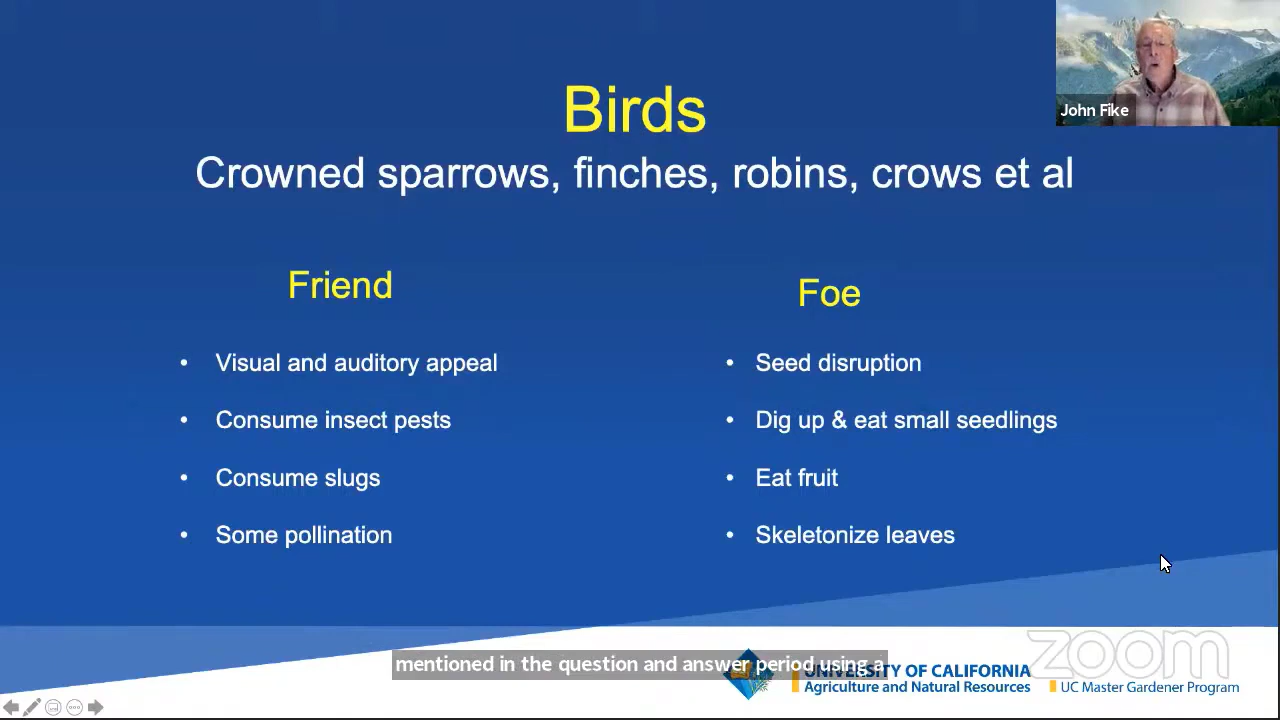 John Fike
Birds
Crowned sparrows, finches, robins, crows et al
Friend
• Visual and auditory appeal
• Consume insect pests
• Consume slugs
• Some pollination
Foe
• Seed disruption
• Dig up & eat small seedlings
• Eat fruit
• Skeletonize leaves
mentioned in the question and answer period using a
zoom
UNIVERSITY OF CALIFORNIA
Agriculture and Natural Resources
UC Master Gardener Program